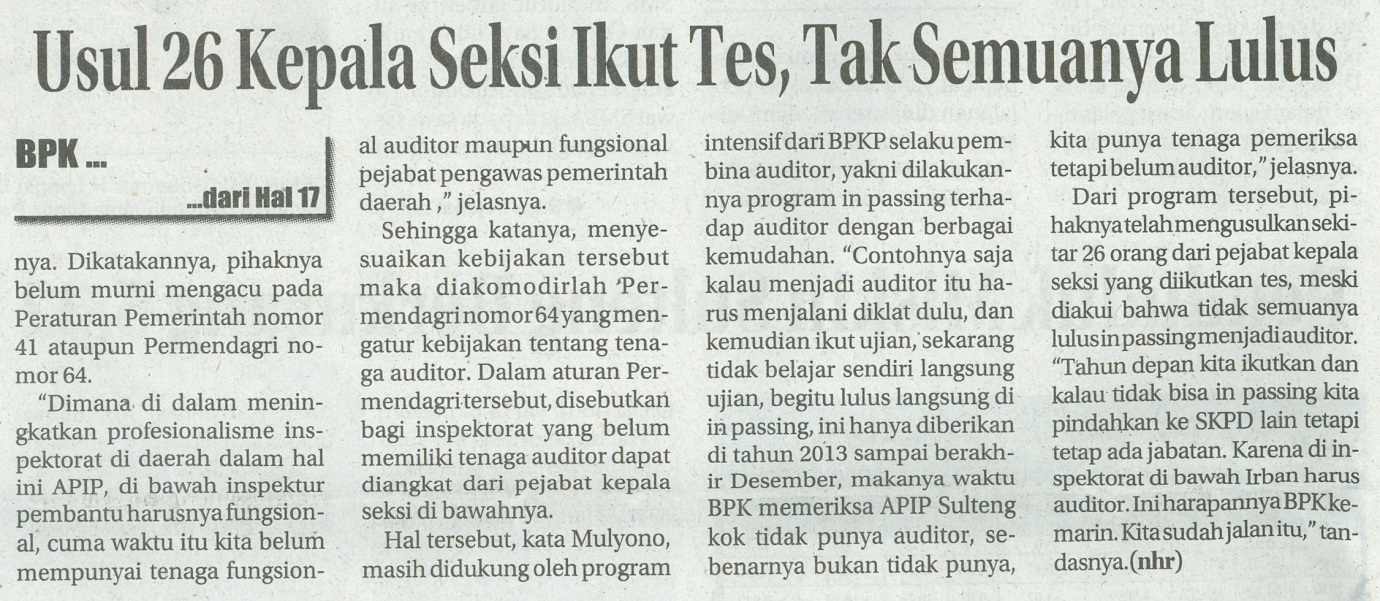 Usul 26 Kepala Seksi Ikut Tes, Tak Semuanya Lulus
BPK ...
...dari Hal 17
nya. Dikatakannya, pihaknya
belum murni mengacu pada
Peraturan Pemerintah nomor
41 ataupun Permendagri no-
mor 64.
“Dimana di dalam menin-
gkatkan profesionalisme ins-
pektorat di daerah dalam hal
ini APIP, di bawah inspektur
pembantu harusnya fungsion-
al, cuma waktu itu kita belum
mempunyai tenaga fungsion-
al auditor maupun fungsional
pejabat pengawas pemerintah
daerah ,” jelasnya.
Sehingga katanya, menye-
suaikan kebijakan tersebut
maka diakomodirlah ‘Per-
mendagri nomor 64 yang men-
gatur kebijakan tentang tena-
ga auditor. Dalam aturan Per-
mendagri tersebut, disebutkan
bagi inspektorat yang belum
memiliki tenaga auditor dapat
diangkat dari pejabat kepala
seksi di bawahnya.
Hal tersebut, kata Mulyono,
masih didukung oleh program
intensif dari BPKP selaku pem-
bina auditor, yakni dilakukan-
nya program in passing terha-
dap auditor dengan berbagai
kemudahan. “Contohnya saja
kalau menjadi auditor itu ha-
rus menjalani diklat dulu, dan
kemudian ikut ujian, sekarang
tidak belajar sendiri langsung
ujian, begitu lulus langsung di
in passing, ini hanya diberikan
di tahun 2013 sampai berakh-
ir Desember, makanya waktu
BPK memeriksa APIP Sulteng
kok tidak punya auditor, se-
benarnya bukan tidak punya,
kita punya tenaga pemeriksa
tetapi belum auditor,” jelasnya.
Dari program tersebut, pi-
haknya telah mengusulkan seki-
tar 26 orang dari pejabat kepala
seksi yang diikutkan tes, meski
diakui bahwa tidak semuanya
lulus in passing menjadi auditor.
“Tahun depan kita ikutkan dan
kalau tidak bisa in passing kita
pindahkan ke SKPD lain tetapi
tetap ada jabatan. Karena di in-
spektorat di bawah Irban harus
auditor. Ini harapannya BPK ke-
marin. Kita sudah jalan itu,” tan-
dasnya.(nhr)